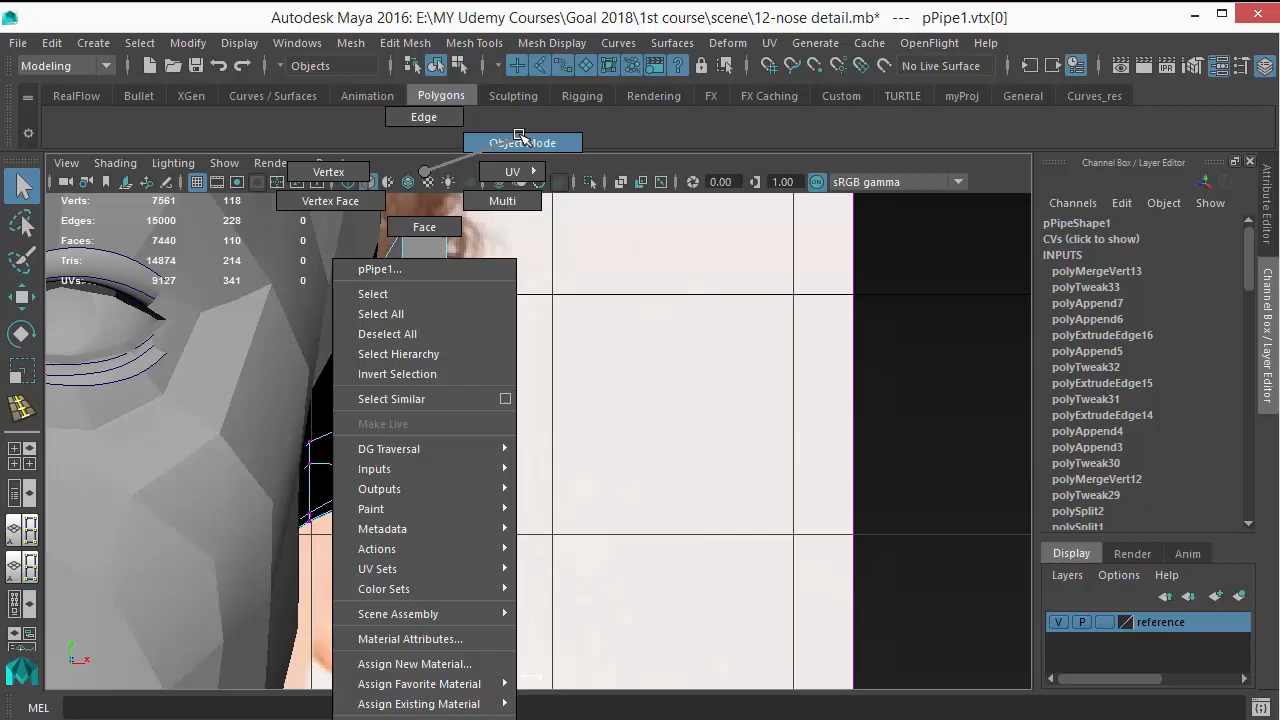 Autodesk Maya 2016: E:\MY Udemy Courses\Goal 2018\1st course\scene\12-nose detail.mb* --- pPipe1.vtx[0]
File Edit Create Select Modify Display Windows Mesh Edit Mesh Mesh Tools Mesh Display Curves Surfaces Deform UV Generate Cache OpenFlight Help
Modeling Objects No Live Surface
RealFlow Bullet XGen Curves / Surfaces Animation Polygons Sculpting Rigging Rendering FX FX Caching Custom TURTLE myProj General Curves_res
Edge
Object Mode
View Shading Lighting Show
Vertex UV
0.00 1.00 sRGB gamma
Vertex Face Multi
Face
Verts: 7561 118 0
Edges: 15000 228 0
Faces: 7440 110 0
Tris: 14874 214 0
UVs: 9127 341 0
pPipe1...
Select
Select All
Deselect All
Select Hierarchy
Invert Selection
Select Similar
Make Live
DG Traversal
Inputs
Outputs
Paint
Metadata
Actions
UV Sets
Color Sets
Scene Assembly
Material Attributes...
Assign New Material...
Assign Favorite Material
Assign Existing Material
Channel Box / Layer Editor
Channels Edit Object Show
pPipeShape1
CVs (click to show)
INPUTS
polyMergeVert13
polyTweak33
polyAppend7
polyAppend6
polyExtrudeEdge16
polyAppend5
polyTweak32
polyExtrudeEdge15
polyTweak31
polyExtrudeEdge14
polyAppend4
polyAppend3
polyTweak30
polyMergeVert12
polyTweak29
polySplit2
polySplit1
Display Render Anim
Layers Options Help
V P reference
Attribute Editor
Channel Box / Layer Editor
y
x
MEL